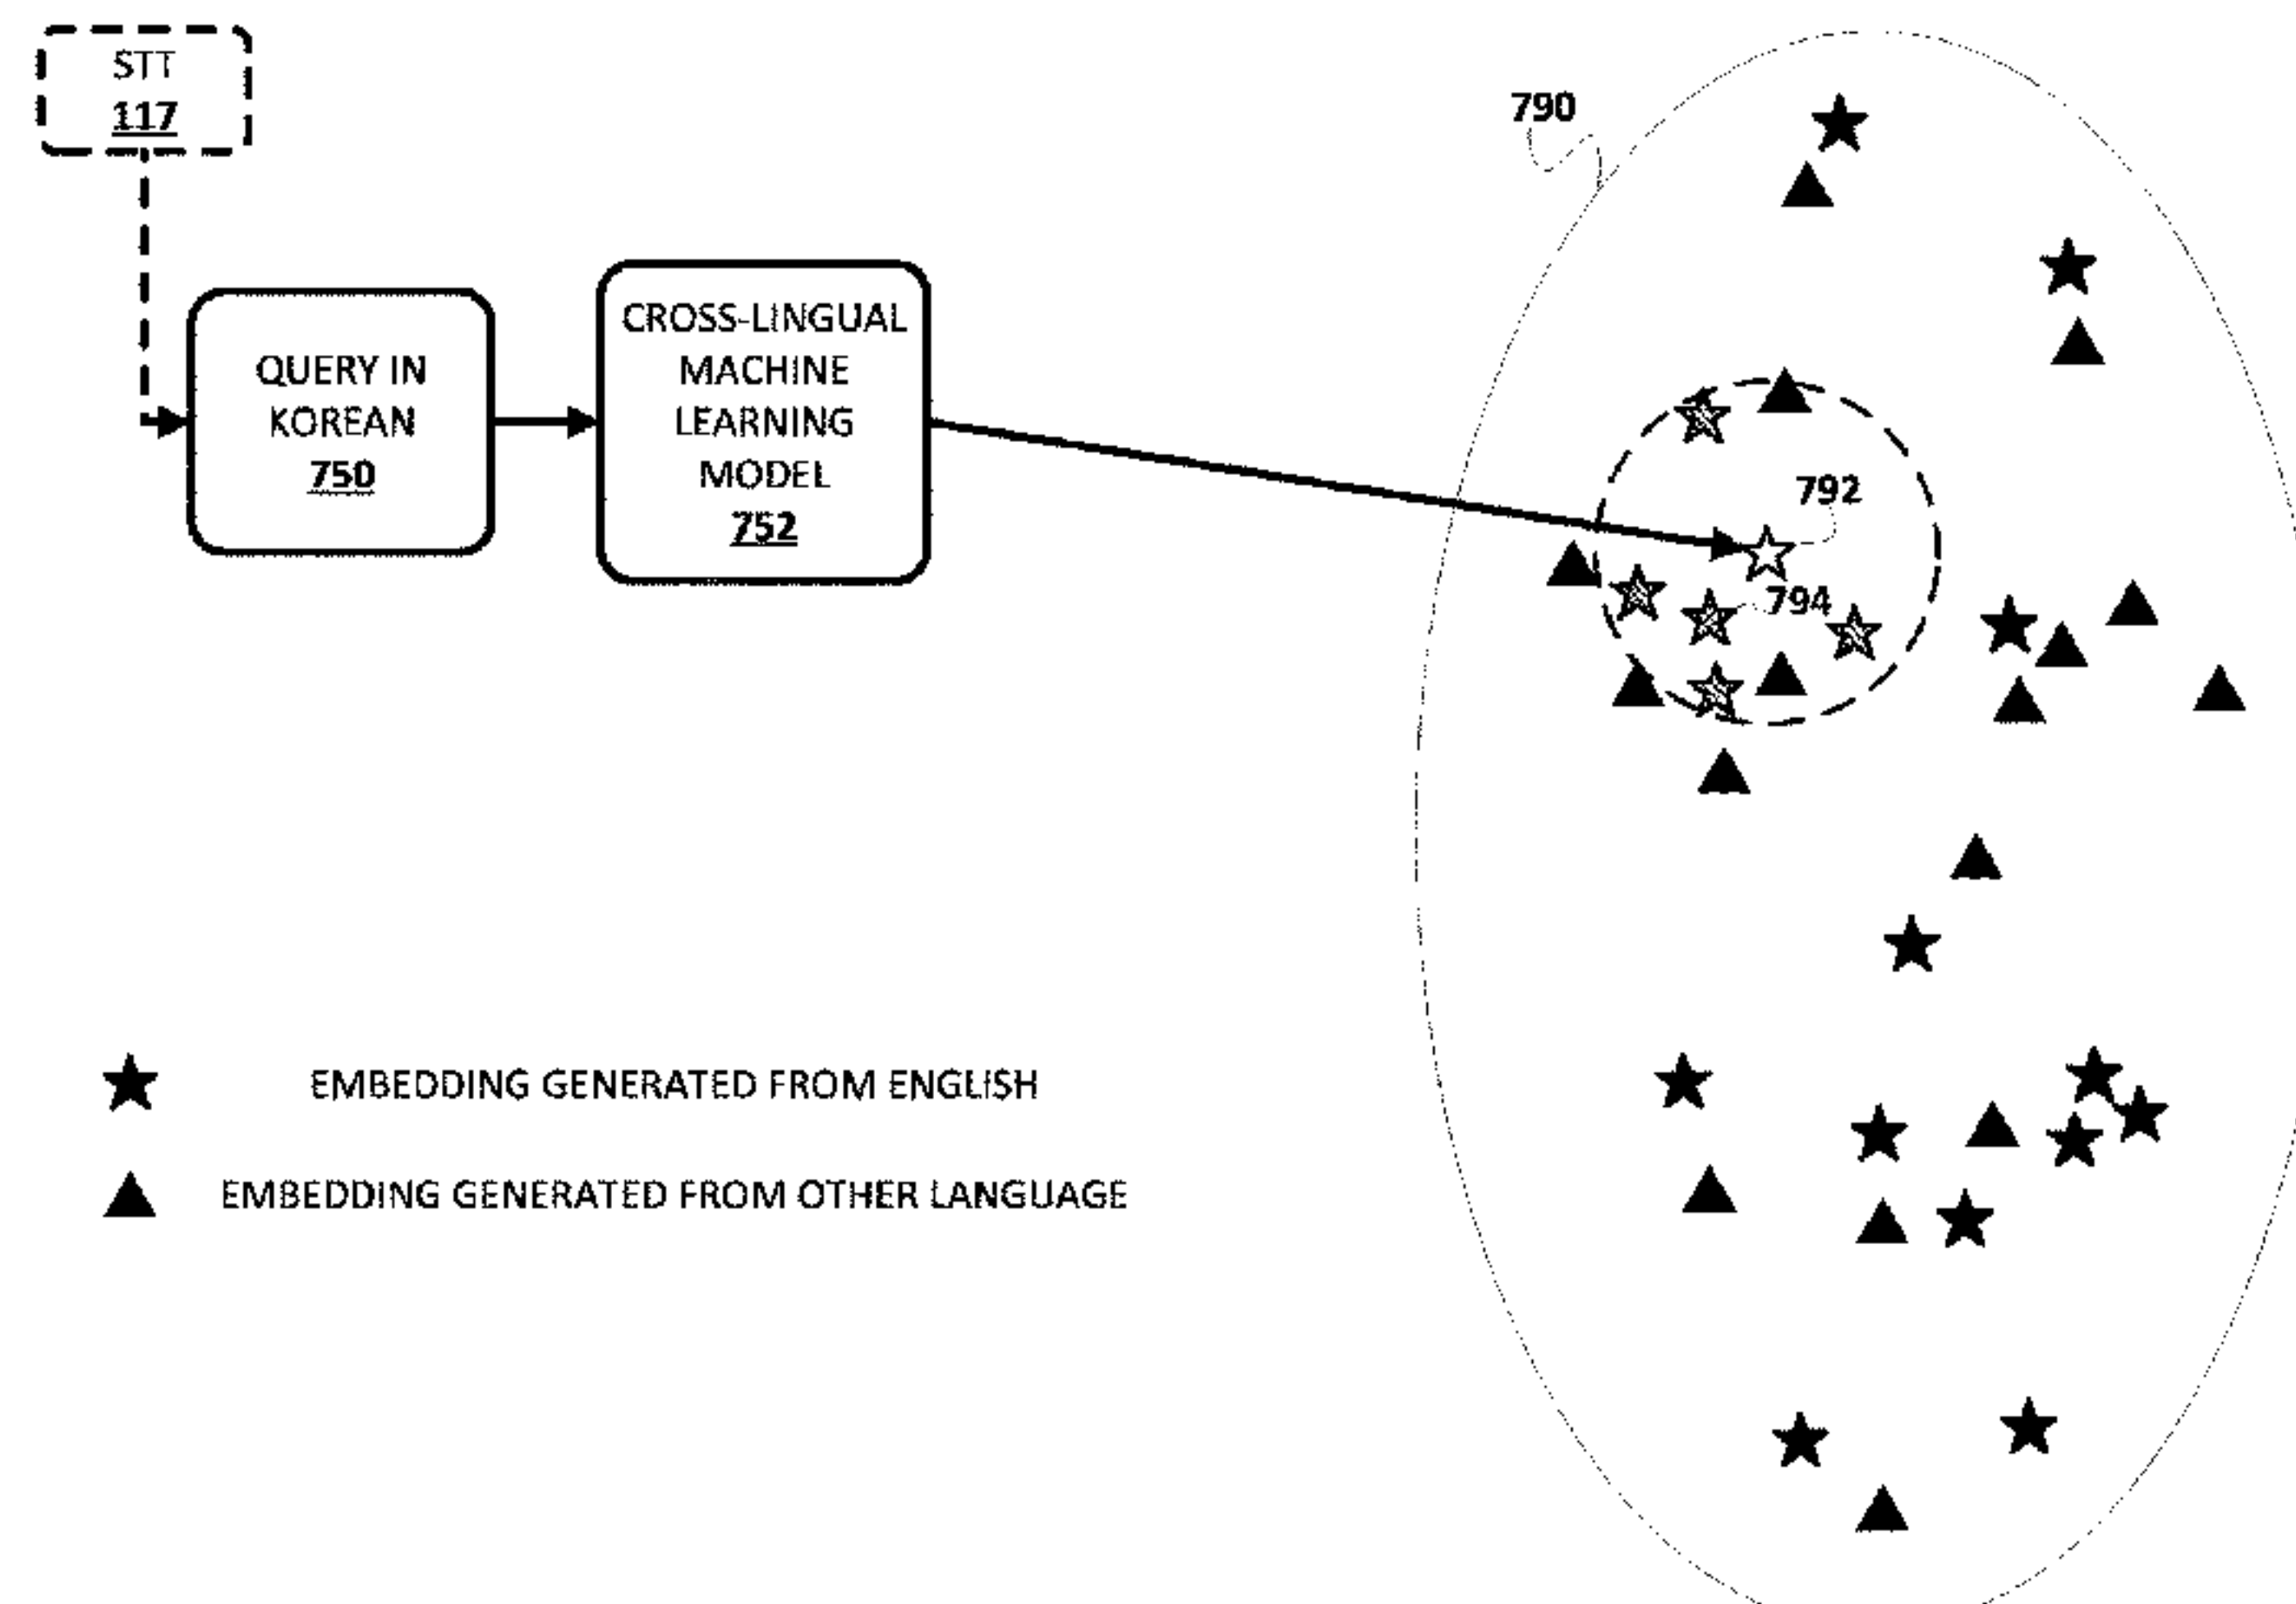 STT
117
790
QUERY IN
KOREAN
750
CROSS-LINGUAL
MACHINE
LEARNING
MODEL
752
792
794
EMBEDDING GENERATED FROM ENGLISH
EMBEDDING GENERATED FROM OTHER LANGUAGE